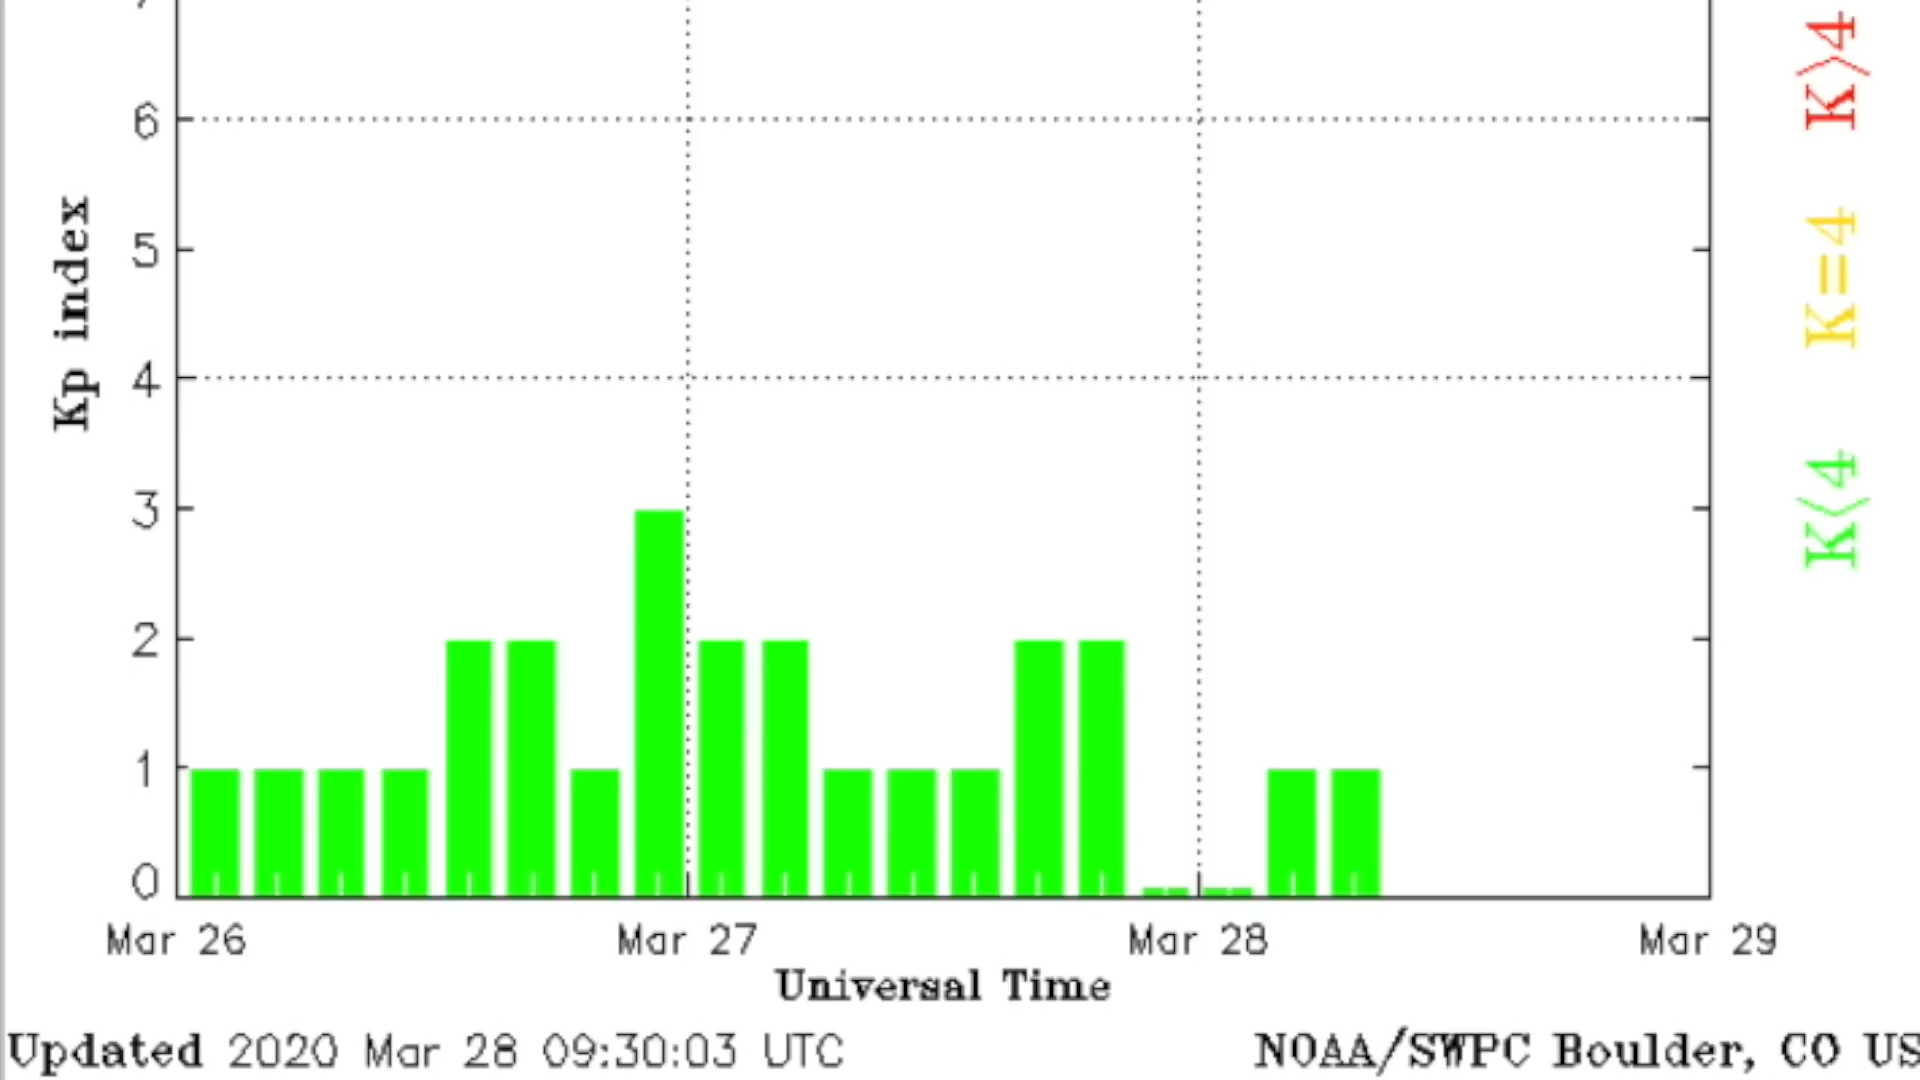 6
5
4
3
2
1
0
Kp index
K>4
K=4
K<4
Mar 26
Mar 27
Mar 28
Mar 29
Universal Time
Updated 2020 Mar 28 09:30:03 UTC
NOAA/SWPC Boulder, CO US